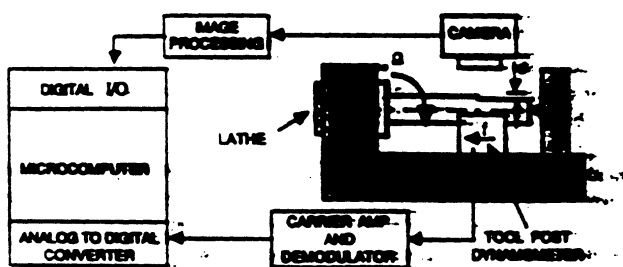 IMAGE
PROCESSING
CAMERA
Ω
DIGITAL I/O
LATHE
f
MICROCOMPUTER
ANALOG TO DIGITAL
CONVERTER
CARRIER AMP
AND
DEMODULATOR
TOOL POST
DYNAMOMETER